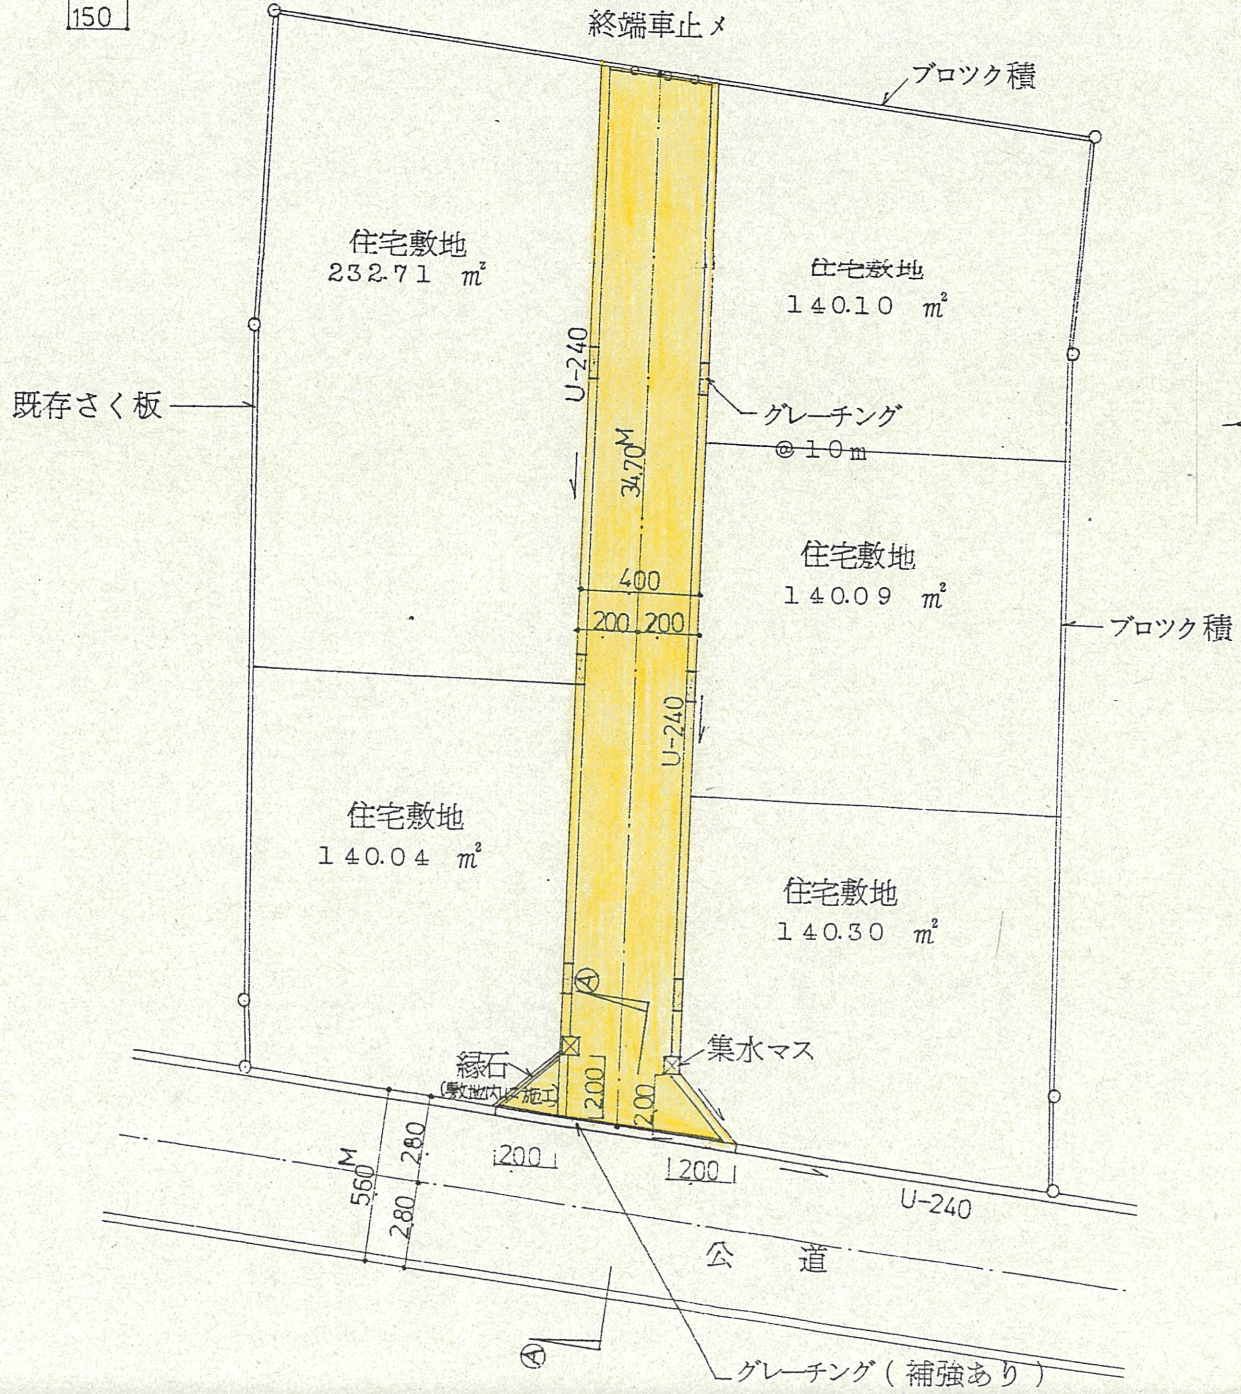 150
終端車止メ
ブロツク積
住宅敷地
232.71 m²
住宅敷地
140.10 m²
U-240
既存さく板
グレーチング
@10m
34.70M
住宅敷地
140.09 m²
400
200 200
ブロツク積
U-240
住宅敷地
140.04 m²
住宅敷地
140.30 m²
A
集水マス
縁石
(敷地内に施工)
200
200
200
200
560M
280
280
U-240
公道
A
グレーチング(補強あり)